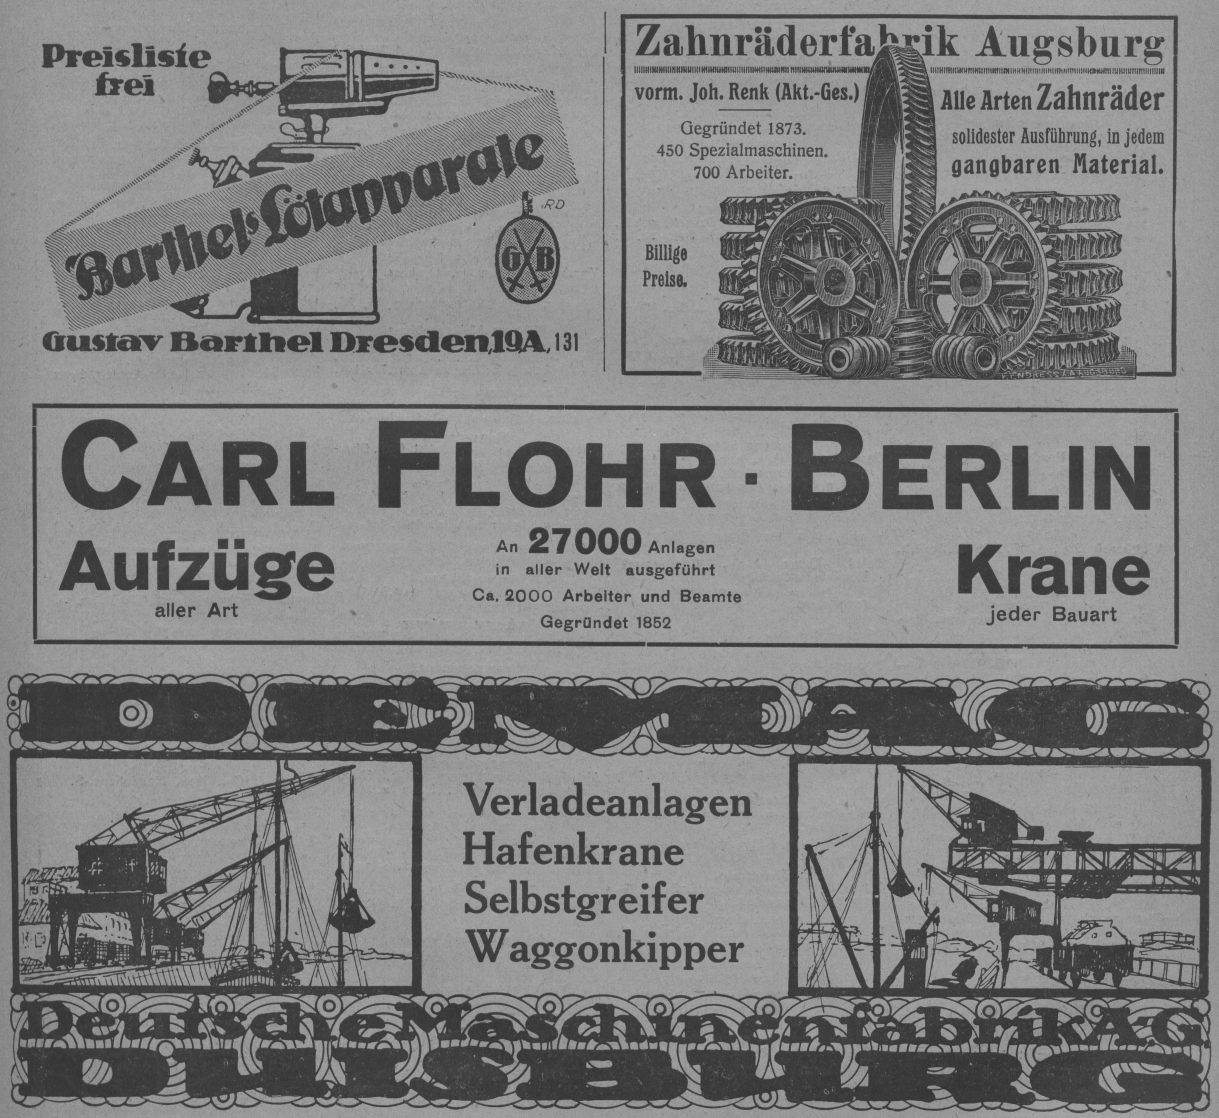 Preisliste
frei
Barthel's Lötapparate
RD
G B
Gustav Barthel Dresden, 19, A, 131
Zahnräderfabrik Augsburg
vorm. Joh. Renk (Akt.-Ges.)
Gegründet 1873.
450 Spezialmaschinen.
700 Arbeiter.
Alle Arten Zahnräder
solidester Ausführung, in jedem
gangbaren Material.
Billige
Preise.
CARL FLOHR · BERLIN
Aufzüge
aller Art
An 27000 Anlagen
in aller Welt ausgeführt
Ca. 2000 Arbeiter und Beamte
Gegründet 1852
Krane
jeder Bauart
DEMAG
Verladeanlagen
Hafenkrane
Selbstgreifer
Waggonkipper
Deutsche Maschinenfabrik A.G.
DUISBURG